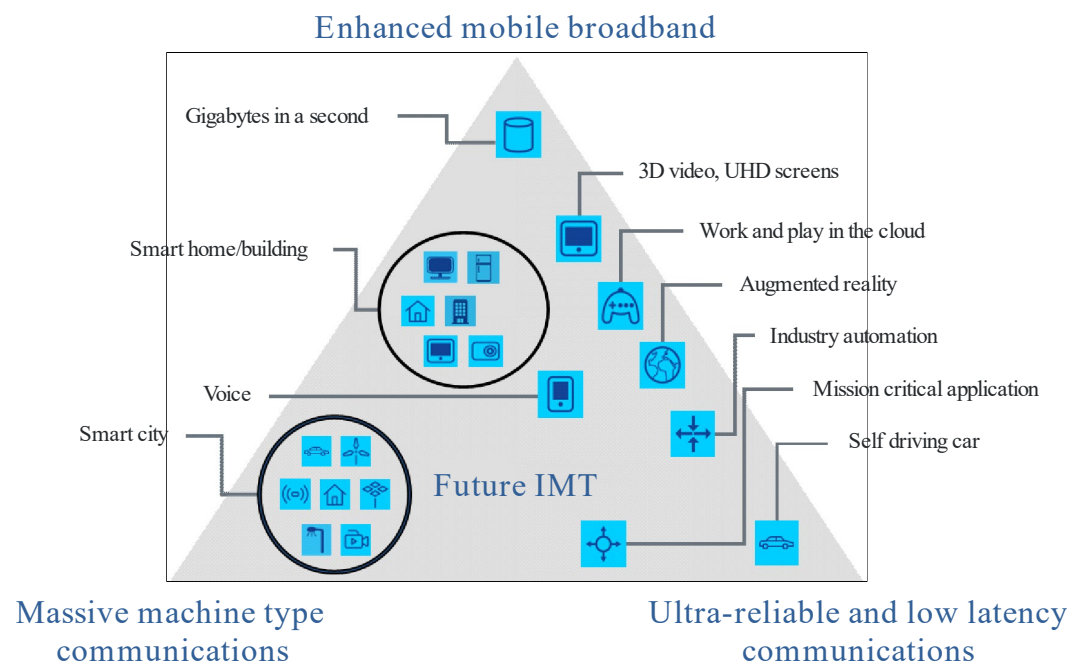 Enhanced mobile broadband
Gigabytes in a second
3D video, UHD screens
Smart home/building
Work and play in the cloud
Augmented reality
Industry automation
Voice
Mission critical application
Smart city
Self driving car
Future IMT
Massive machine type
communications
Ultra-reliable and low latency
communications